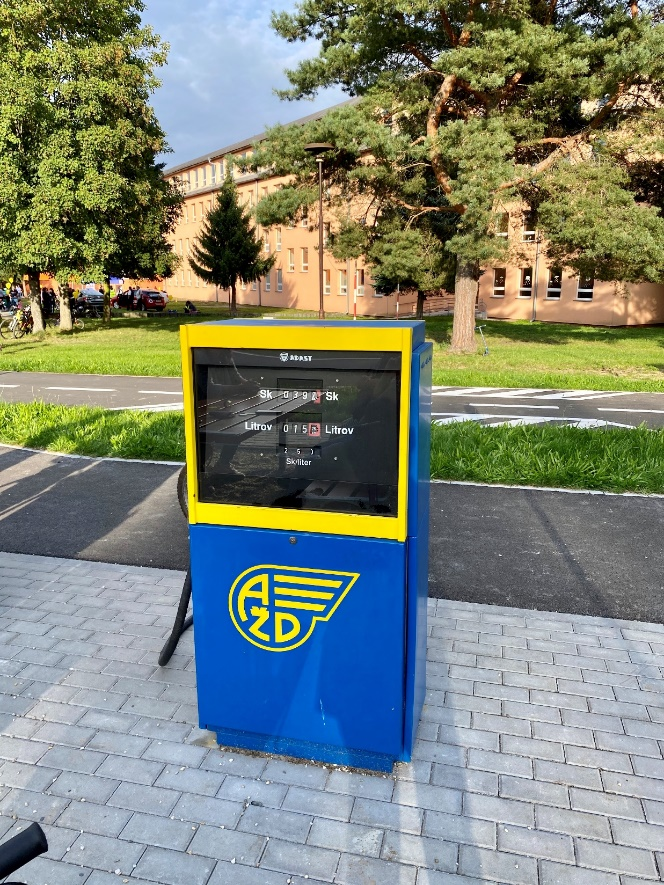 ADAST
Sk 039 Sk
Litrov 015 Litrov
Sk/liter
AŽD